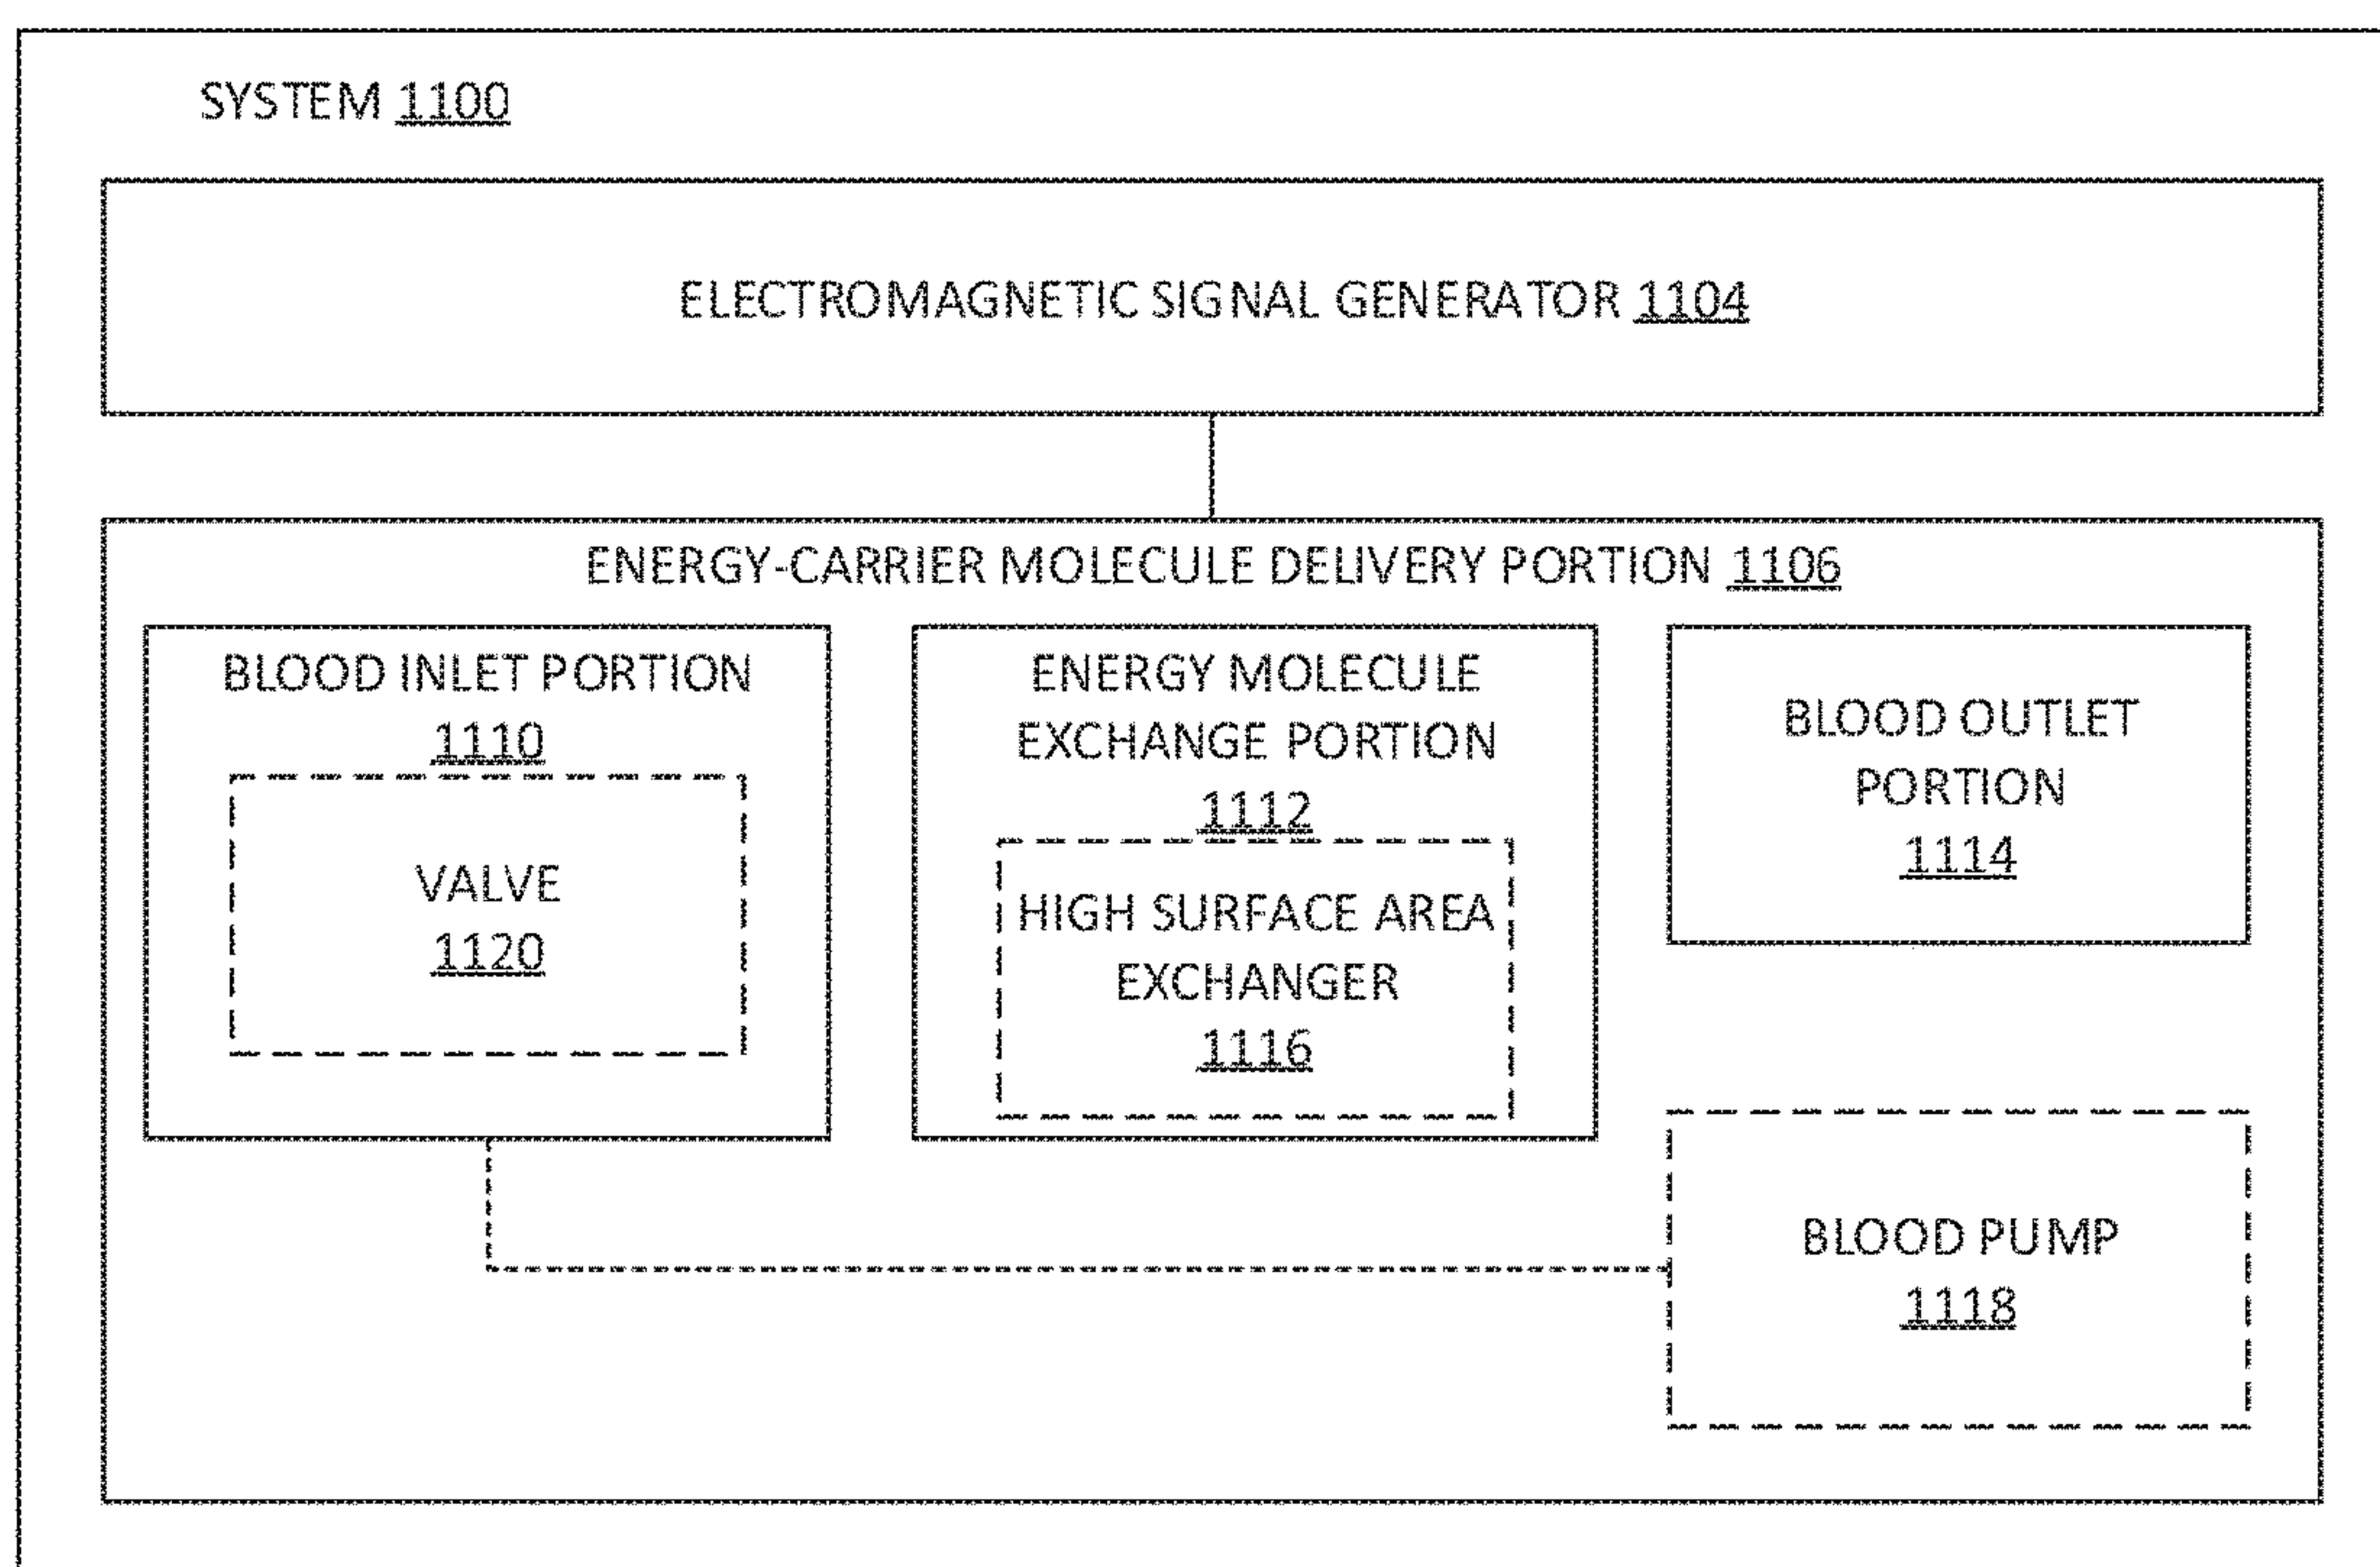 SYSTEM 1100
ELECTROMAGNETIC SIGNAL GENERATOR 1104
ENERGY-CARRIER MOLECULE DELIVERY PORTION 1106
BLOOD INLET PORTION
1110
VALVE
1120
ENERGY MOLECULE
EXCHANGE PORTION
1112
HIGH SURFACE AREA
EXCHANGER
1116
BLOOD OUTLET
PORTION
1114
BLOOD PUMP
1118